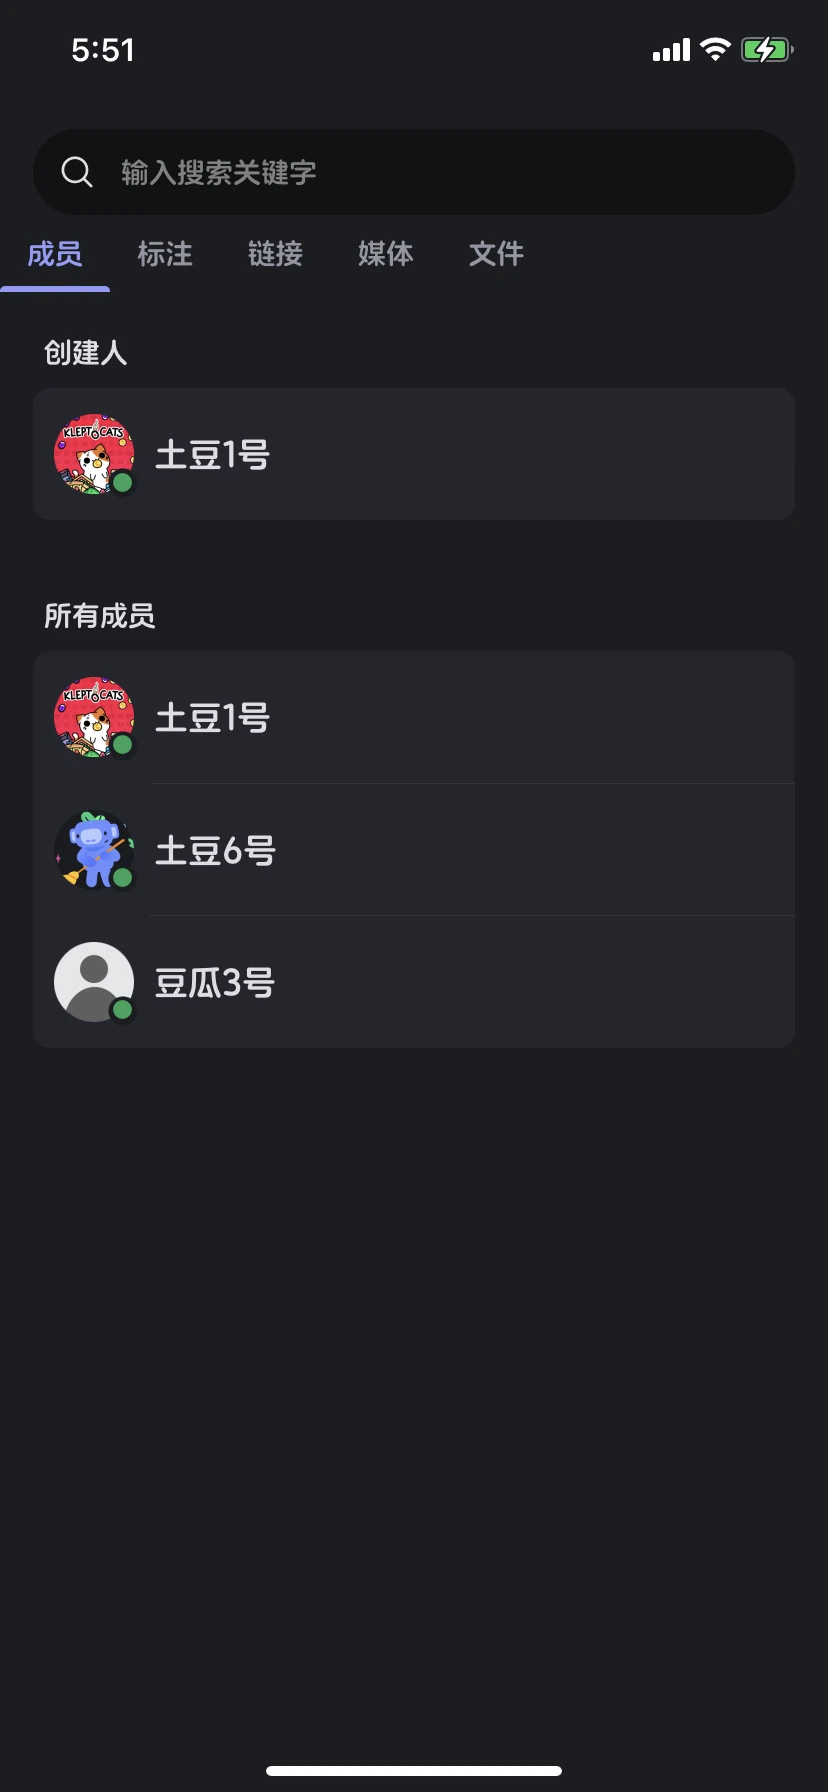 5:51
输入搜索关键字
成员 标注 链接 媒体 文件
创建人
KLEPTOCATS
土豆1号
所有成员
KLEPTOCATS
土豆1号
土豆6号
豆瓜3号